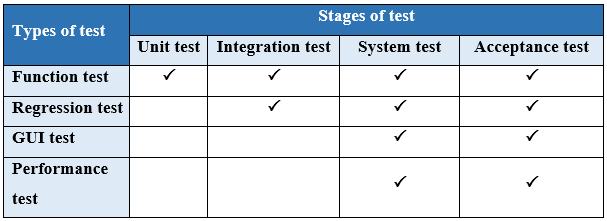 Types of test
Stages of test
Unit test Integration test System test Acceptance test
Function test ✓ ✓ ✓ ✓
Regression test ✓ ✓ ✓
GUI test ✓ ✓
Performance
test ✓ ✓